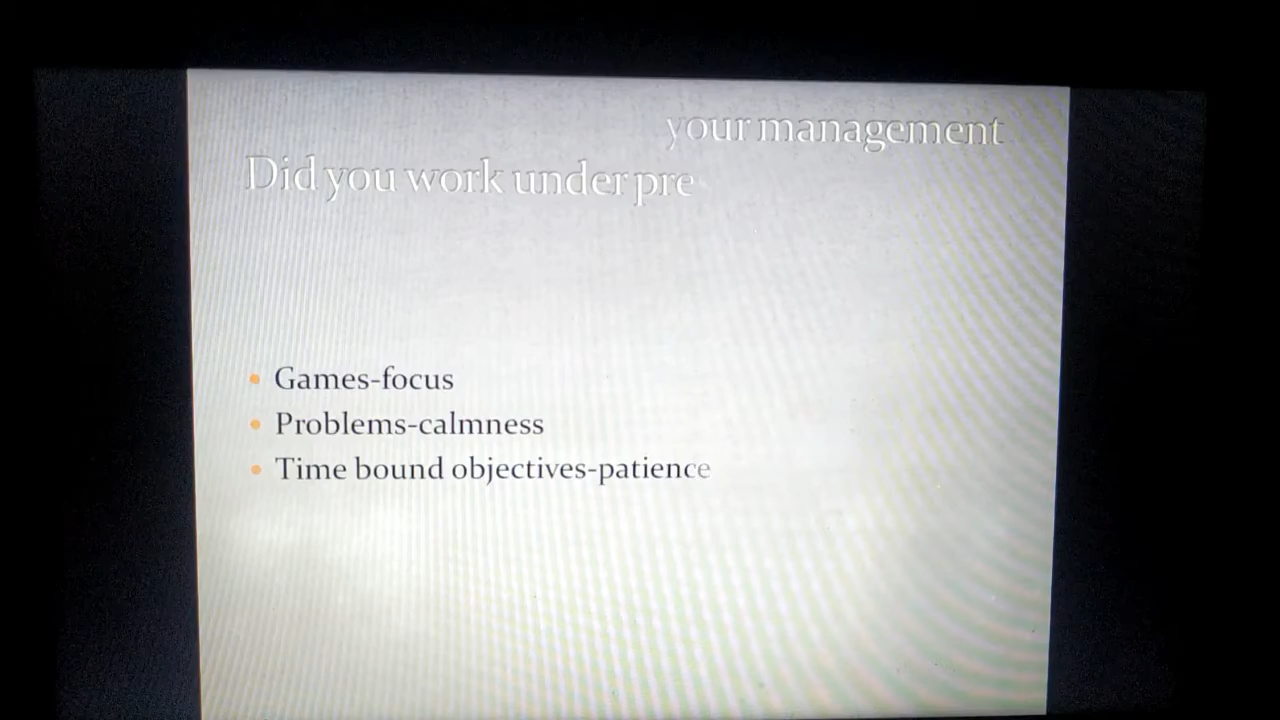 your management
Did you work under pre
Games-focus
Problems-calmness
Time bound objectives-patience